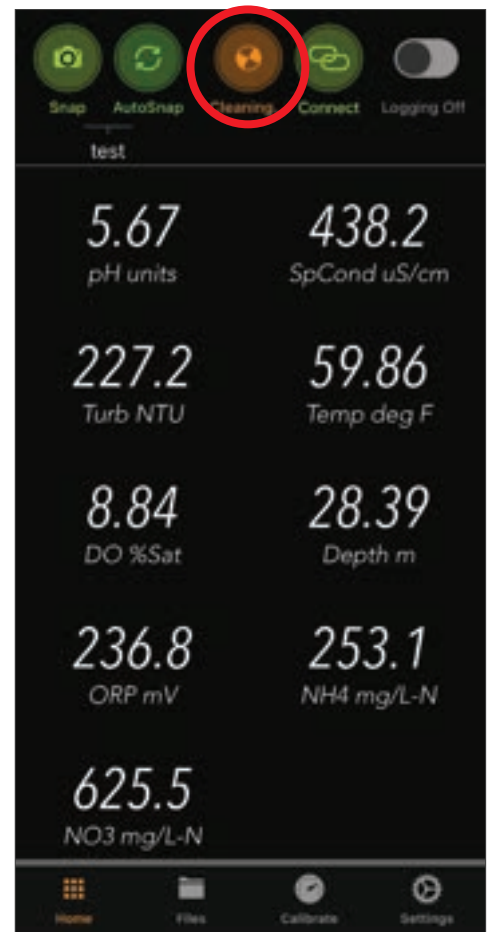 Snap AutoSnap Cleaning Connect Logging Off
test
5.67 438.2
pH units SpCond uS/cm
227.2 59.86
Turb NTU Temp deg F
8.84 28.39
DO %Sat Depth m
236.8 253.1
ORP mV NH4 mg/L-N
625.5
NO3 mg/L-N
Home Files Calibrate Settings